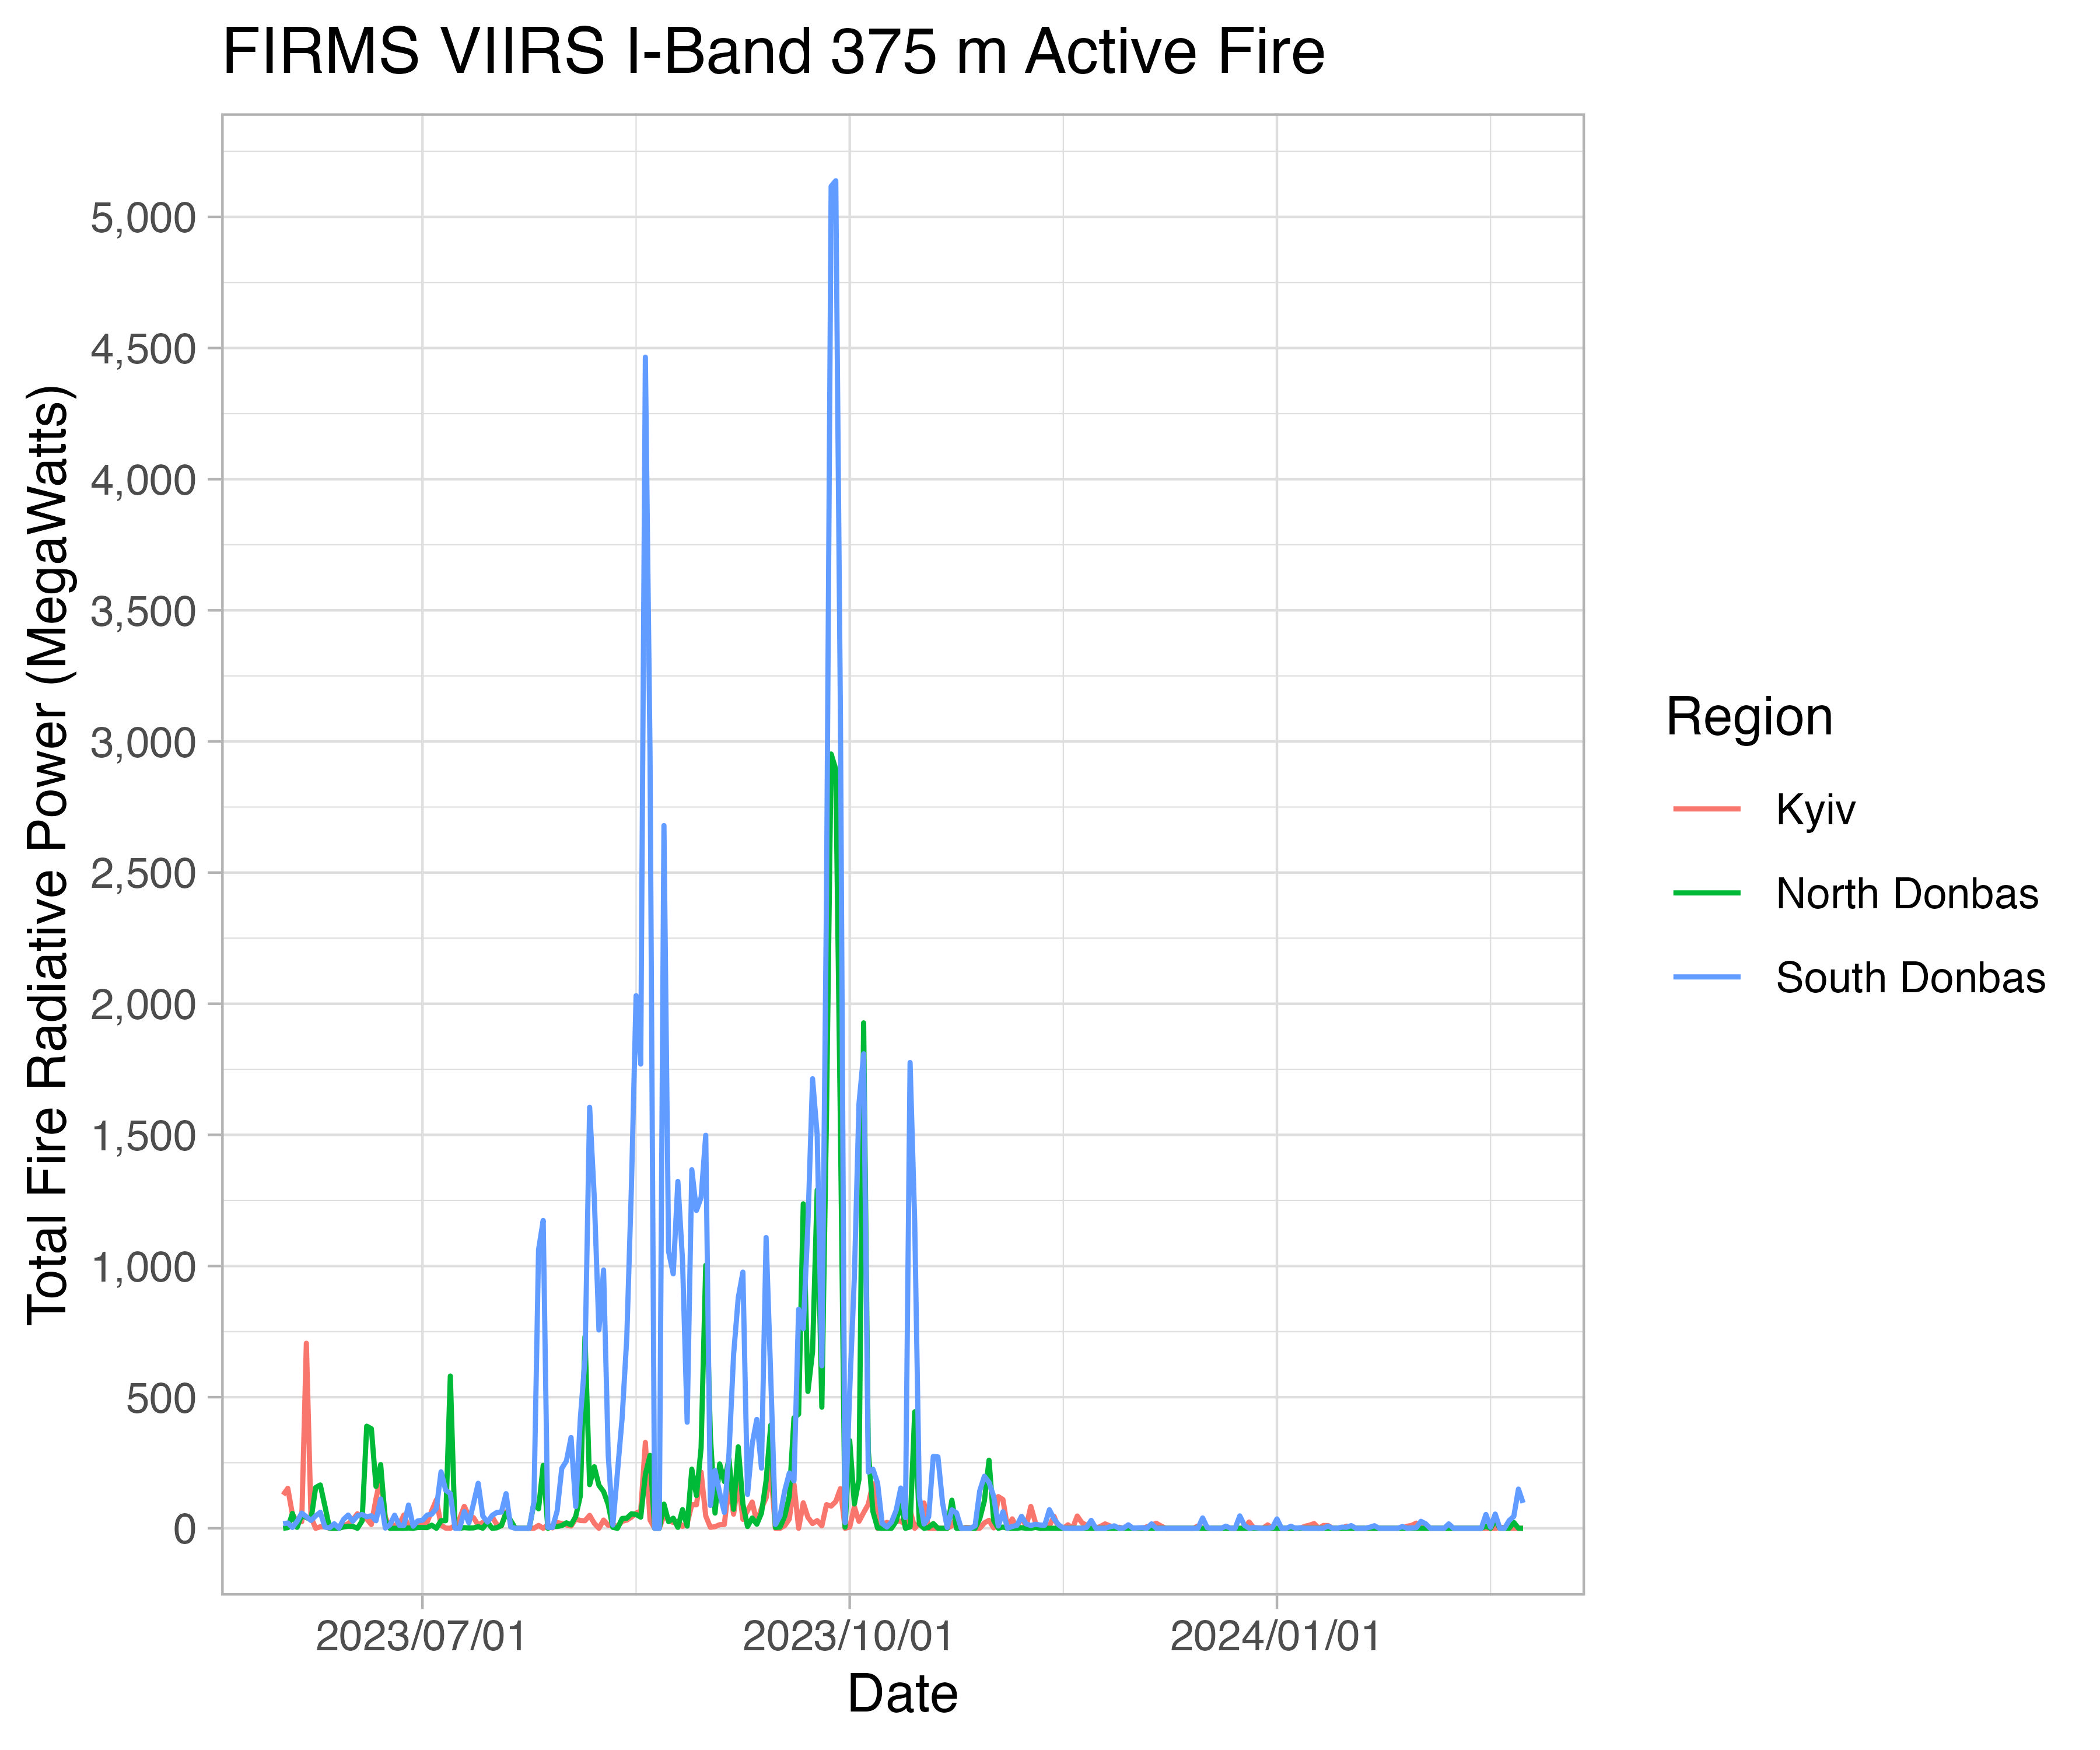 FIRMS VIIRS I-Band 375 m Active Fire
Total Fire Radiative Power (MegaWatts)
5,000
4,500
4,000
3,500
3,000
2,500
2,000
1,500
1,000
500
0
2023/07/01
2023/10/01
2024/01/01
Date
Region
Kyiv
North Donbas
South Donbas